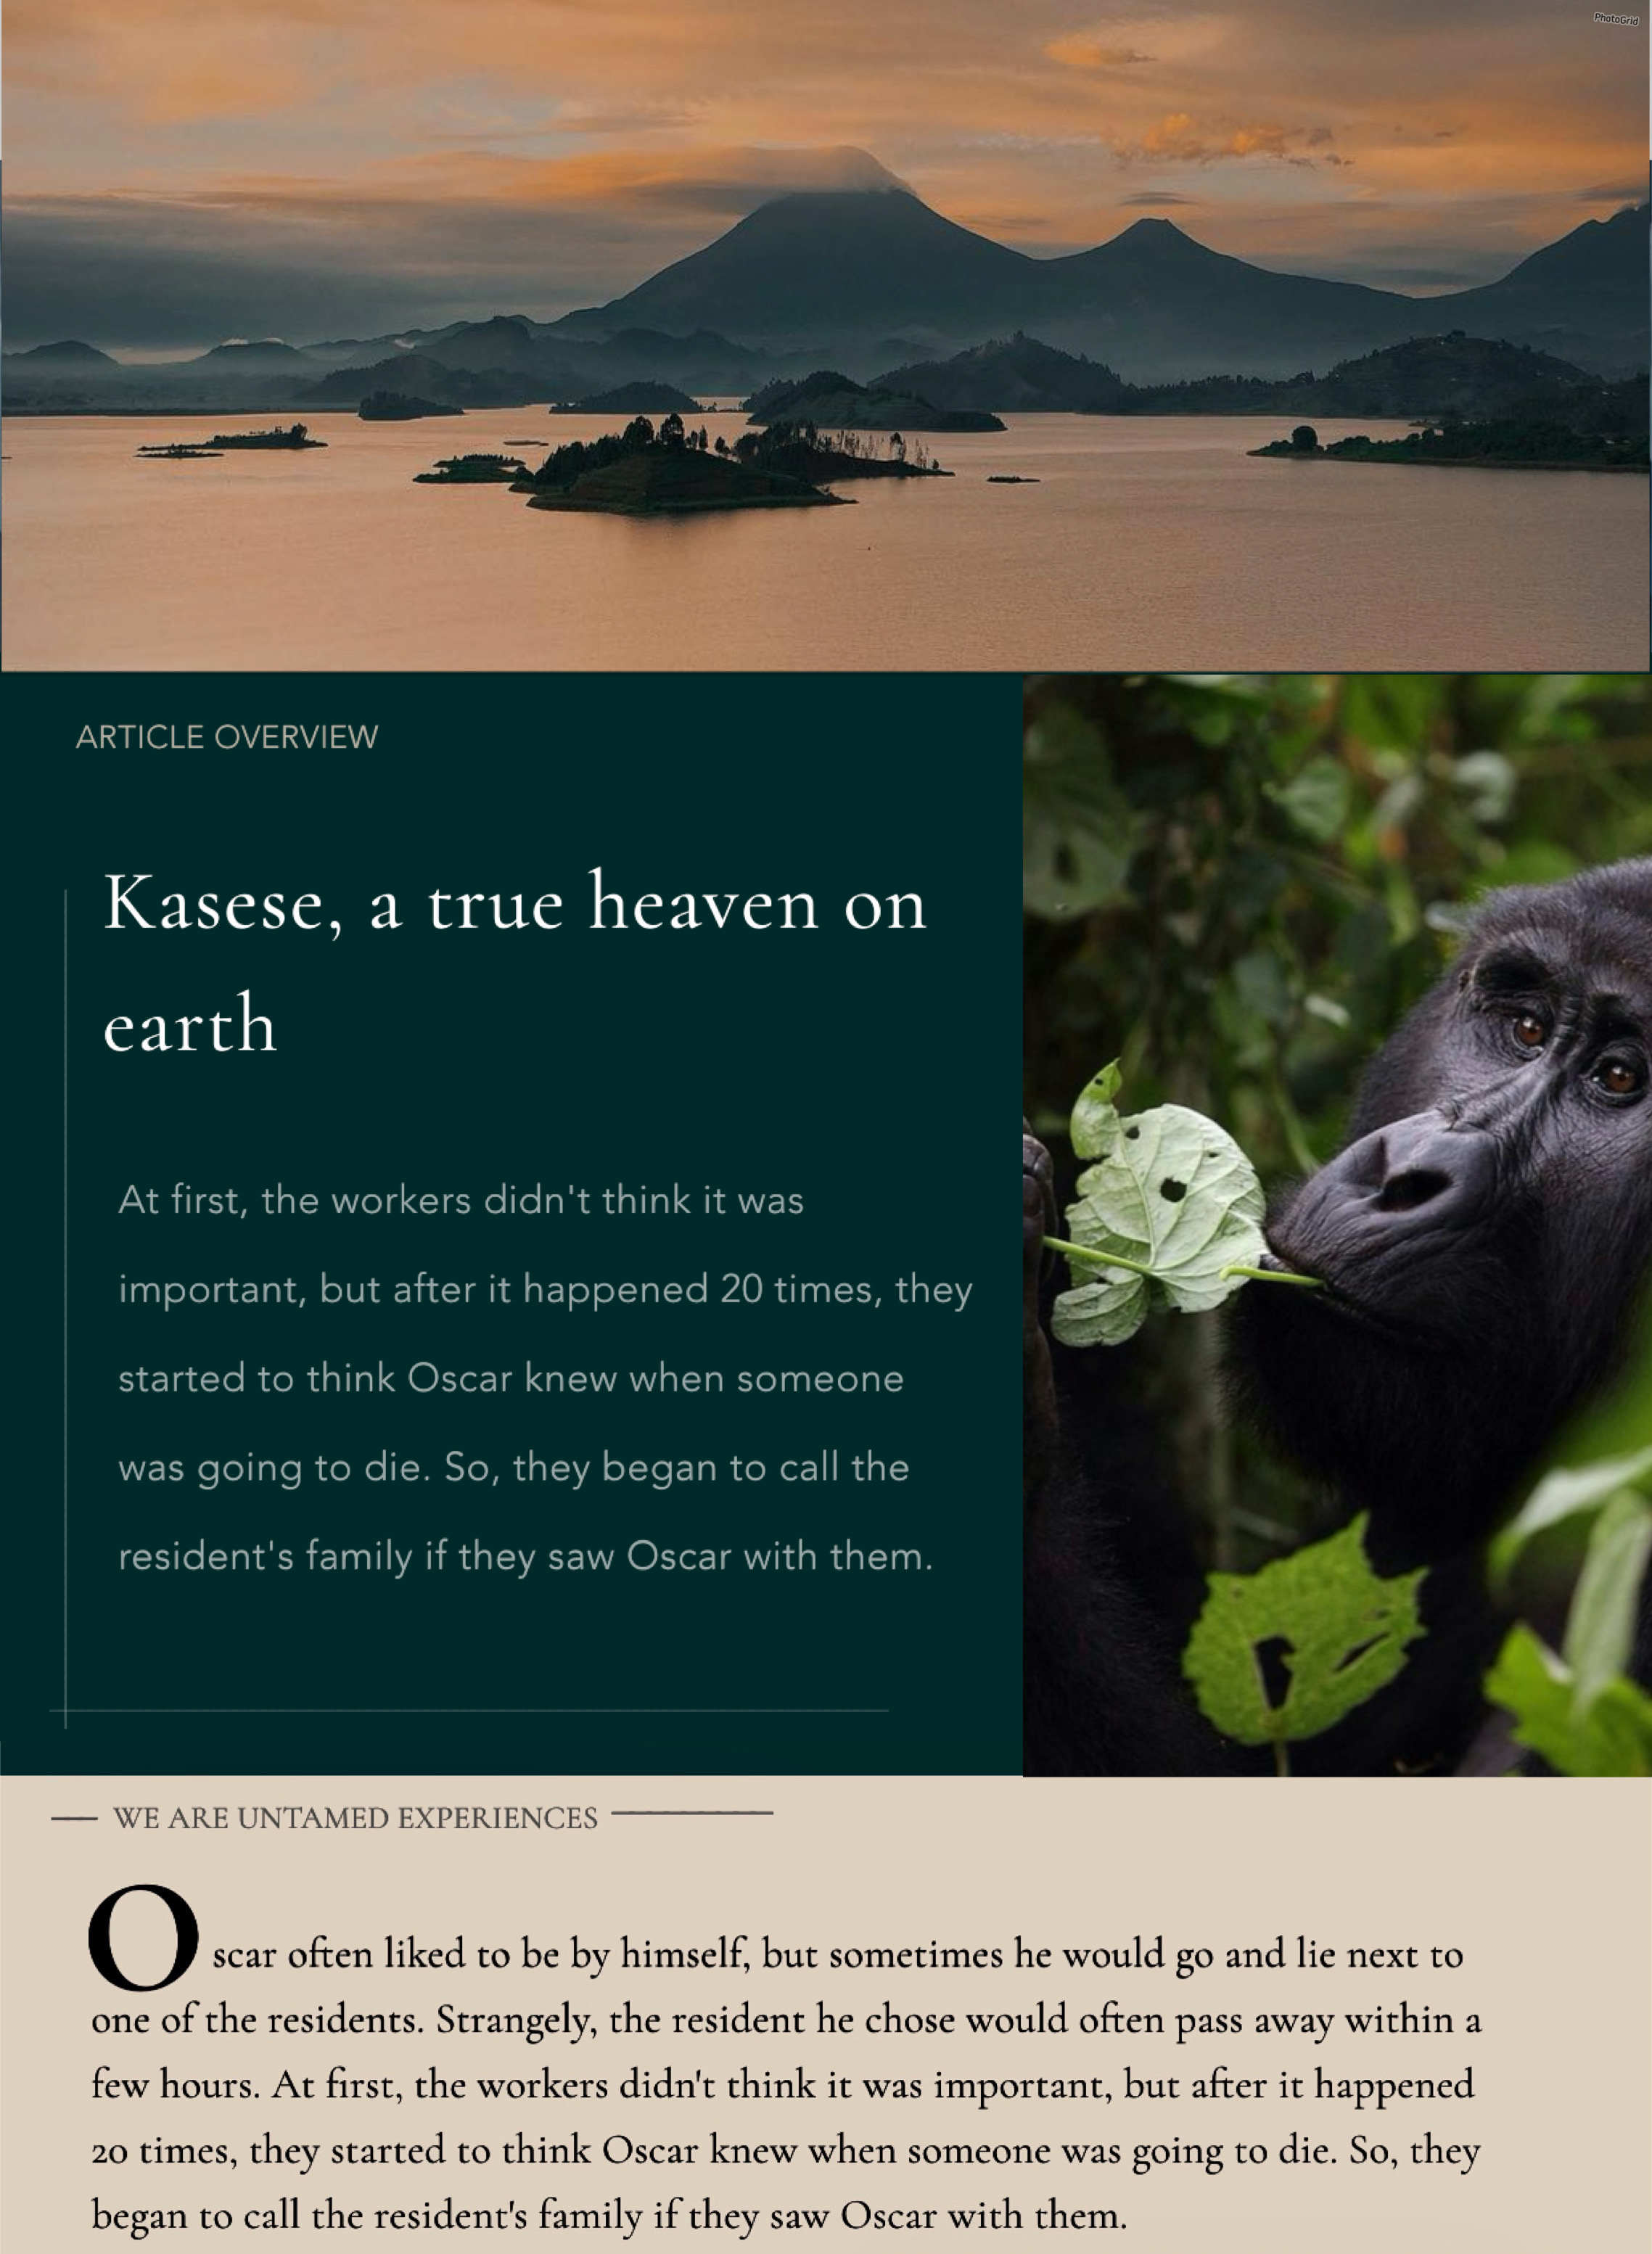 PhotoGrid
ARTICLE OVERVIEW
Kasese, a true heaven on
earth
At first, the workers didn't think it was
important, but after it happened 20 times, they
started to think Oscar knew when someone
was going to die. So, they began to call the
resident's family if they saw Oscar with them.
WE ARE UNTAMED EXPERIENCES
Oscar often liked to be by himself, but sometimes he would go and lie next to
one of the residents. Strangely, the resident he chose would often pass away within a
few hours. At first, the workers didn't think it was important, but after it happened
20 times, they started to think Oscar knew when someone was going to die. So, they
began to call the resident's family if they saw Oscar with them.